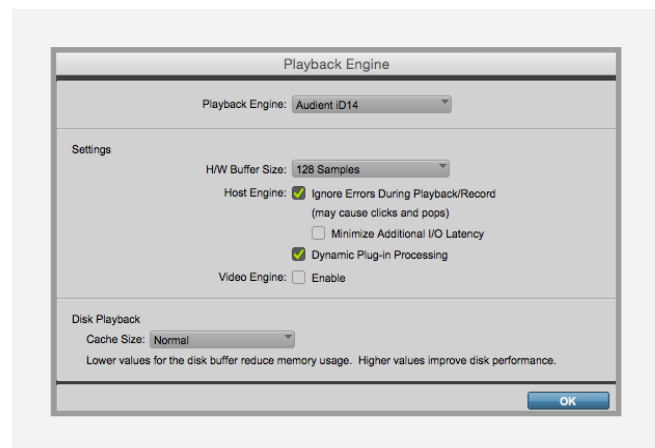 Playback Engine
Playback Engine: Audient iD14
Settings
H/W Buffer Size: 128 Samples
Host Engine: Ignore Errors During Playback/Record
(may cause clicks and pops)
Minimize Additional I/O Latency
Dynamic Plug-in Processing
Video Engine: Enable
Disk Playback
Cache Size: Normal
Lower values for the disk buffer reduce memory usage. Higher values improve disk performance.
OK